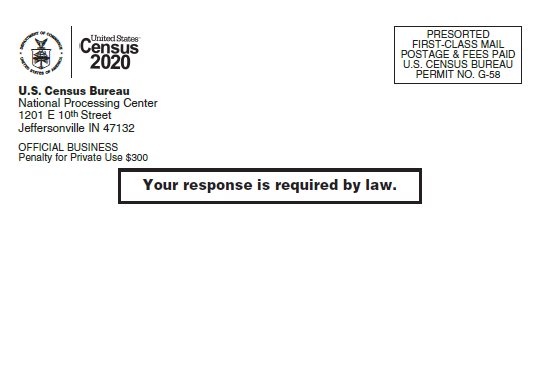 DEPARTMENT OF COMMERCE
UNITED STATES OF AMERICA
United States®
Census
2020
U.S. Census Bureau
National Processing Center
1201 E 10th Street
Jeffersonville IN 47132
OFFICIAL BUSINESS
Penalty for Private Use $300
PRESORTED
FIRST-CLASS MAIL
POSTAGE & FEES PAID
U.S. CENSUS BUREAU
PERMIT NO. G-58
Your response is required by law.